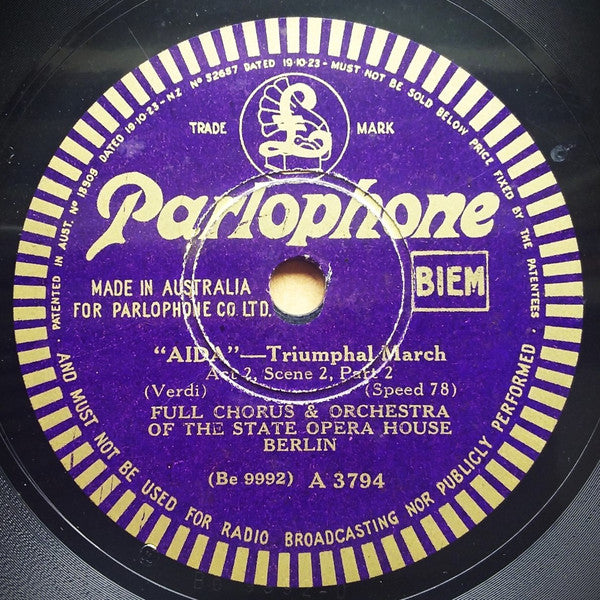 PATENTED IN AUST. Nº 18909 DATED 19·10·23–NZ Nº 52687 DATED 19·10·23–MUST NOT BE SOLD BELOW PRICE FIXED BY THE PATENTEES.
£
TRADE MARK
Parlophone
MADE IN AUSTRALIA
FOR PARLOPHONE CO LTD.
BIEM
"AIDA"—Triumphal March
Act 2, Scene 2, Part 2
(Verdi) (Speed 78)
FULL CHORUS & ORCHESTRA
OF THE STATE OPERA HOUSE
BERLIN
(Be 9992) A 3794
AND MUST NOT BE USED FOR RADIO BROADCASTING NOR PUBLICLY PERFORMED